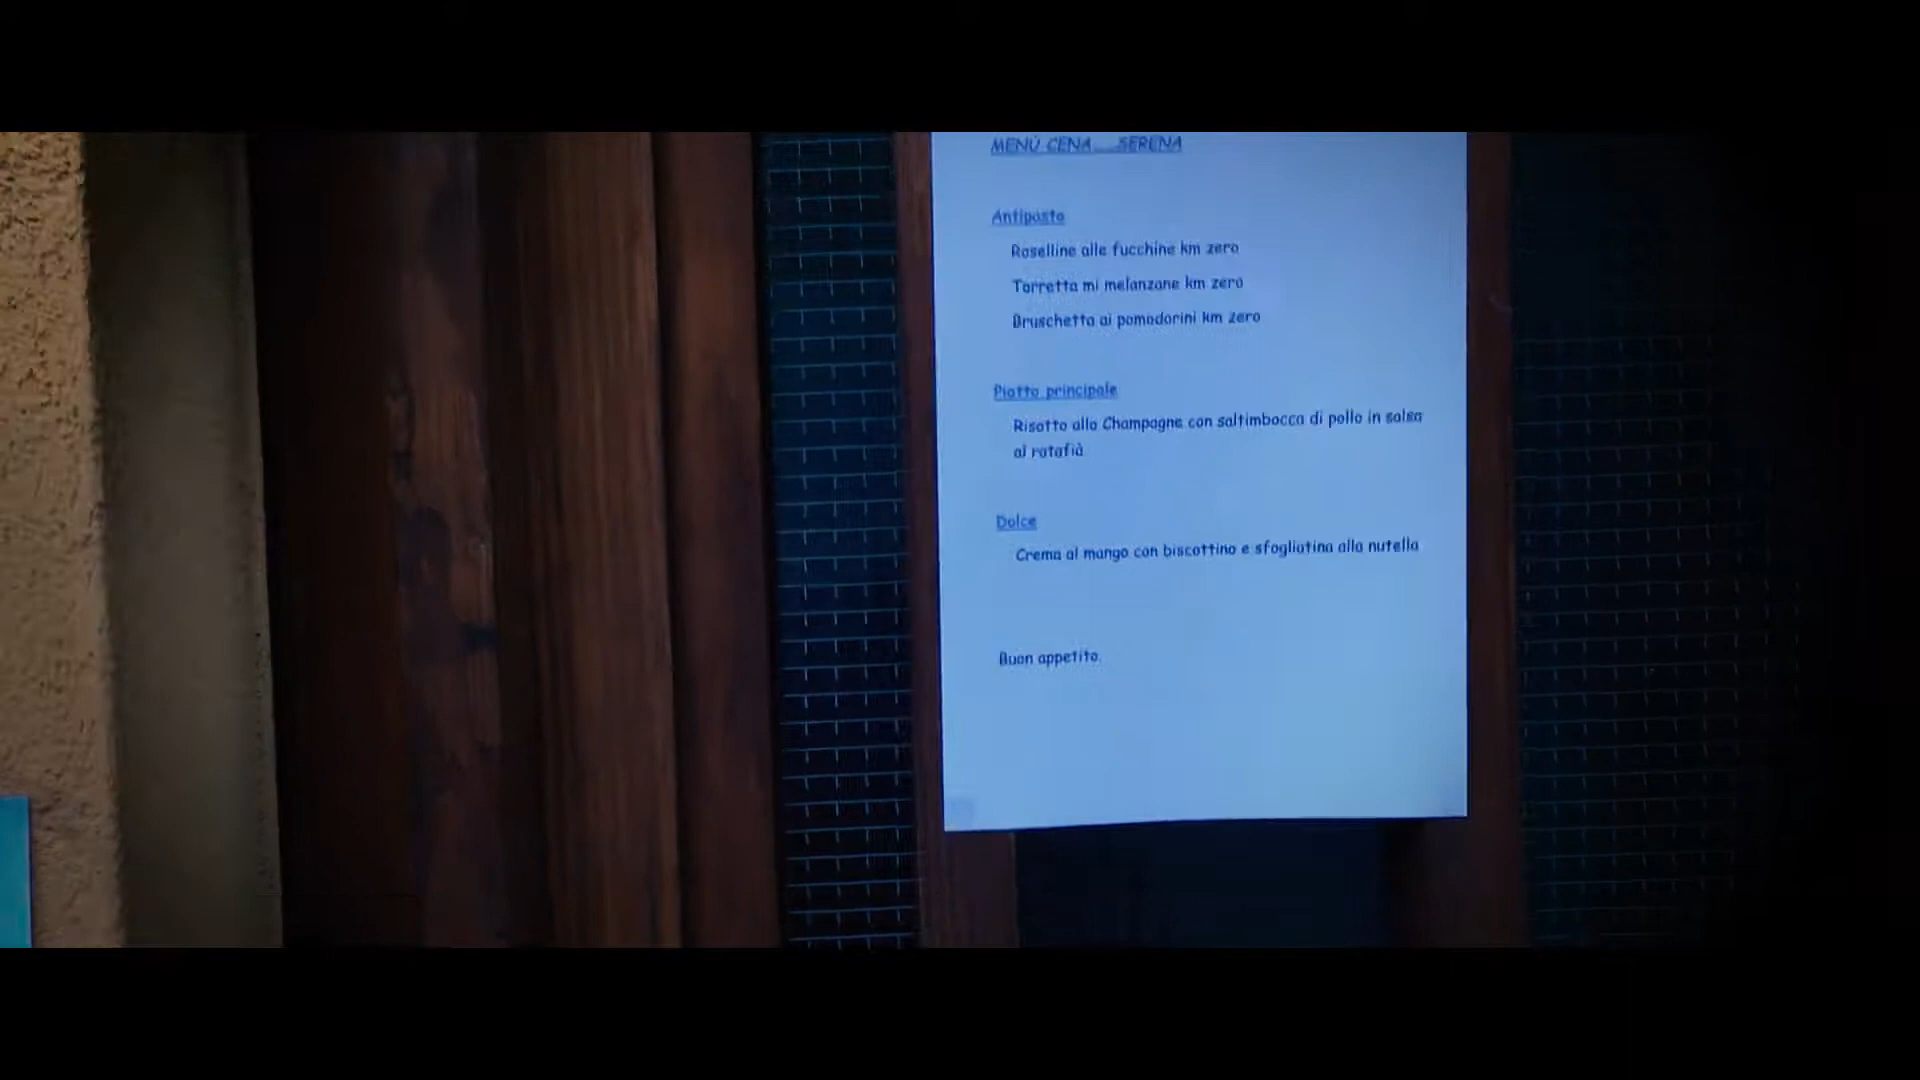 MENÙ CENA SERENA
Antipasto
Roselline alle fucchine km zero
Torretta mi melanzane km zero
Bruschetta ai pomodorini km zero
Piatto principale
Risotto allo Champagne con saltimbocca di pollo in salsa
al ratafià
Dolce
Crema al mango con biscottino e sfogliatina alla nutella
Buon appetito.